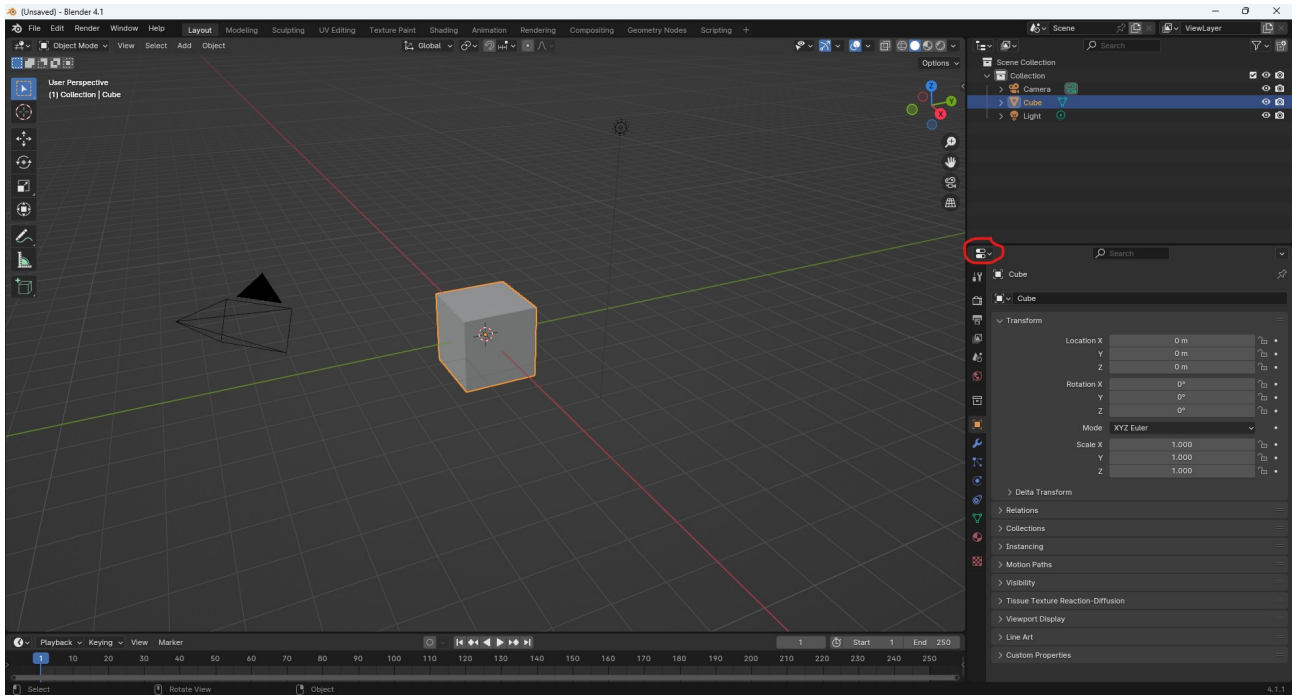 (Unsaved) - Blender 4.1
File Edit Render Window Help Layout Modeling Sculpting UV Editing Texture Paint Shading Animation Rendering Compositing Geometry Nodes Scripting + Scene ViewLayer
Object Mode View Select Add Object Global Search
Options
User Perspective
(1) Collection | Cube
Z
Y
X
Scene Collection
Collection
Camera
Cube
Light
Search
Cube
Cube
Transform
Location X 0 m
Y 0 m
Z 0 m
Rotation X 0°
Y 0°
Z 0°
Mode XYZ Euler
Scale X 1.000
Y 1.000
Z 1.000
Delta Transform
Relations
Collections
Instancing
Motion Paths
Visibility
Tissue Texture Reaction-Diffusion
Viewport Display
Line Art
Custom Properties
Playback Keying View Marker 1 Start 1 End 250
1 10 20 30 40 50 60 70 80 90 100 110 120 130 140 150 160 170 180 190 200 210 220 230 240 250
Select Rotate View Object 4.1.1